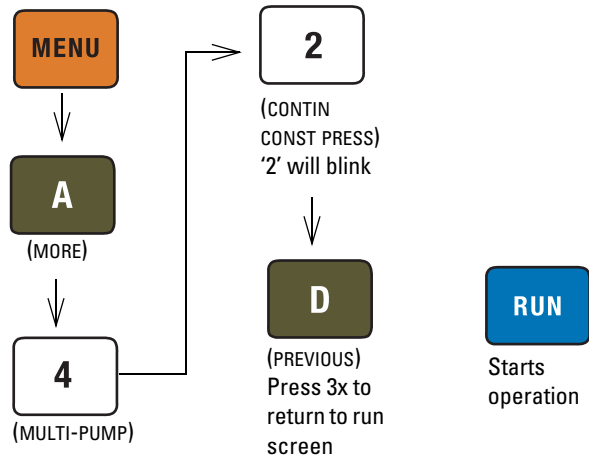 MENU
A
(MORE)
4
(MULTI-PUMP)
2
(CONTIN
CONST PRESS)
‘2’ will blink
D
(PREVIOUS)
Press 3x to
return to run
screen
RUN
Starts
operation